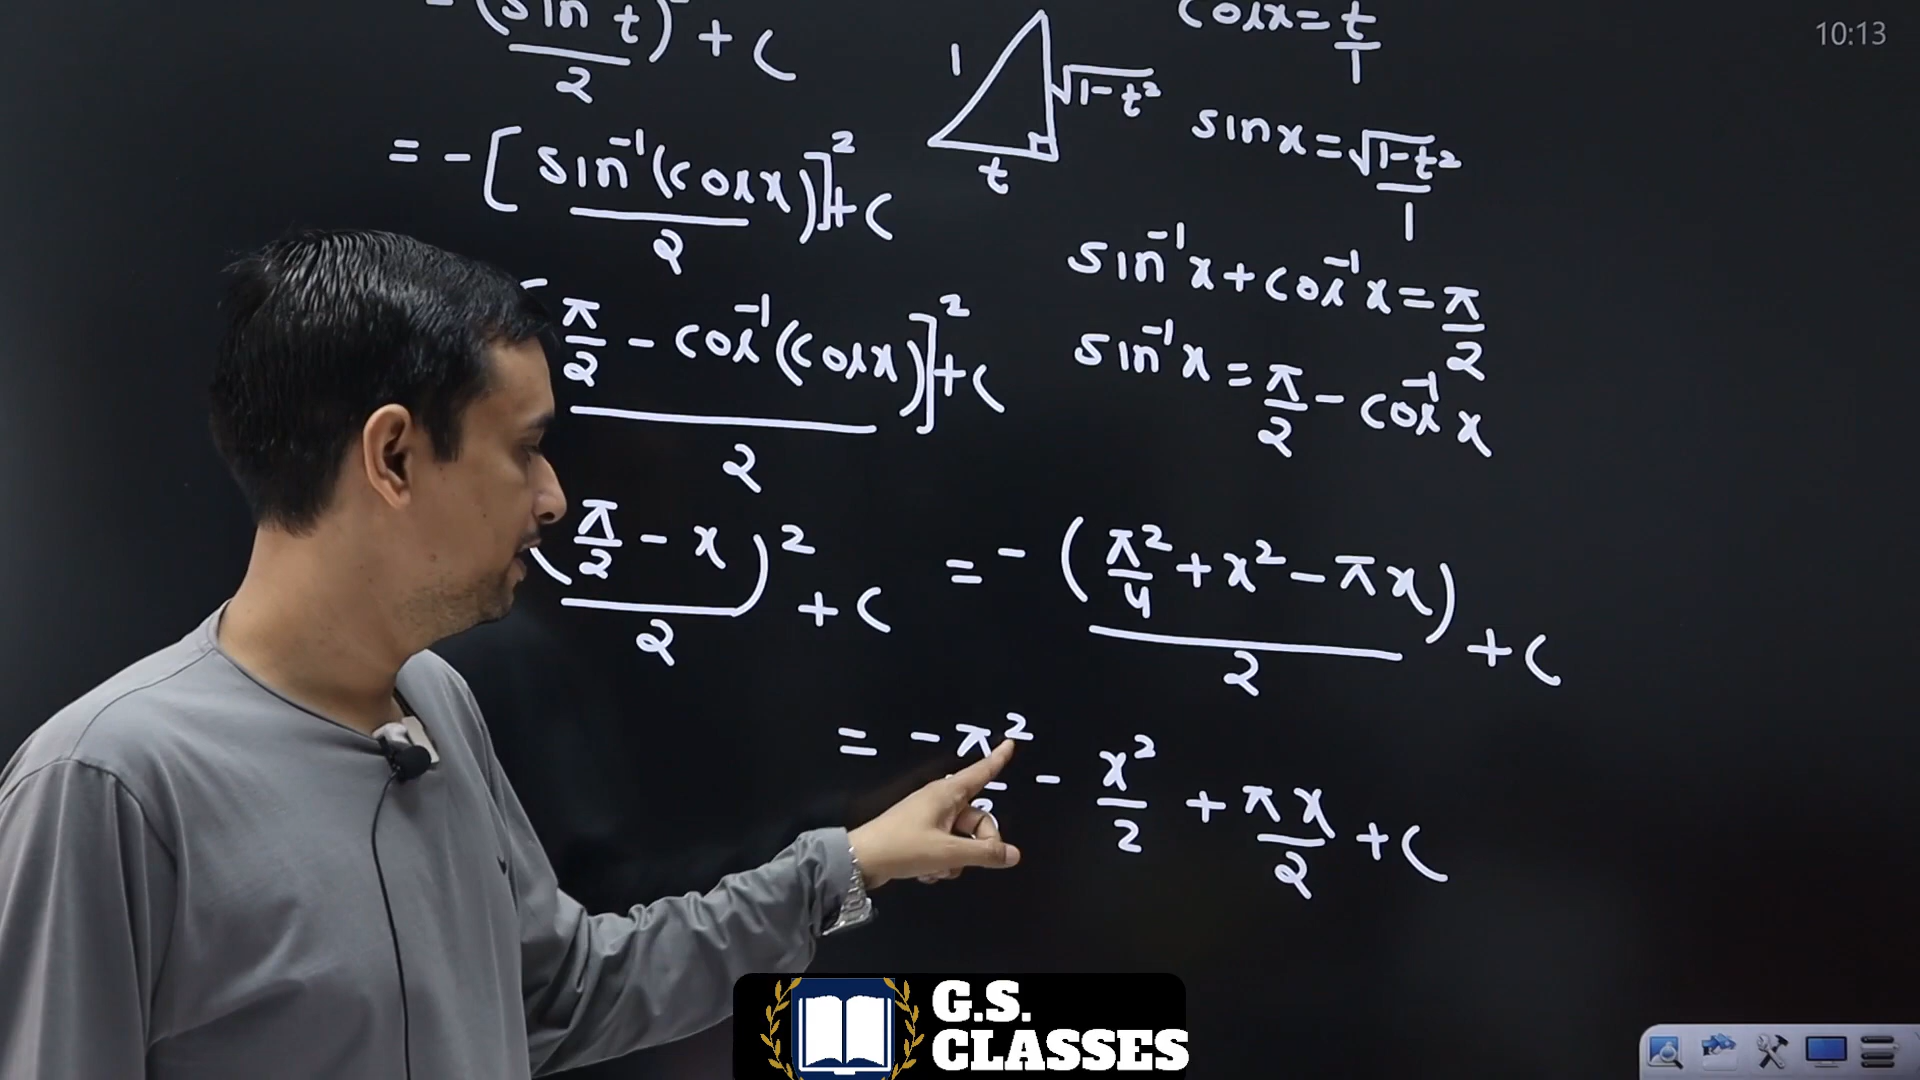 10:13
- (sin⁻¹ t)² + C
2
cos x = t/1
1
√1-t²
t
sin x = √1-t²/1
= - [sin⁻¹(cos x)]² + C
2
sin⁻¹x + cos⁻¹x = π/2
π/2 - cos⁻¹(cos x)]² + C
2
sin⁻¹x = π/2 - cos⁻¹x
(π/2 - x)² + C
2
= - (π²/4 + x² - πx) + C
2
= - π²/8 - x²/2 + πx/2 + C
G.S.
CLASSES